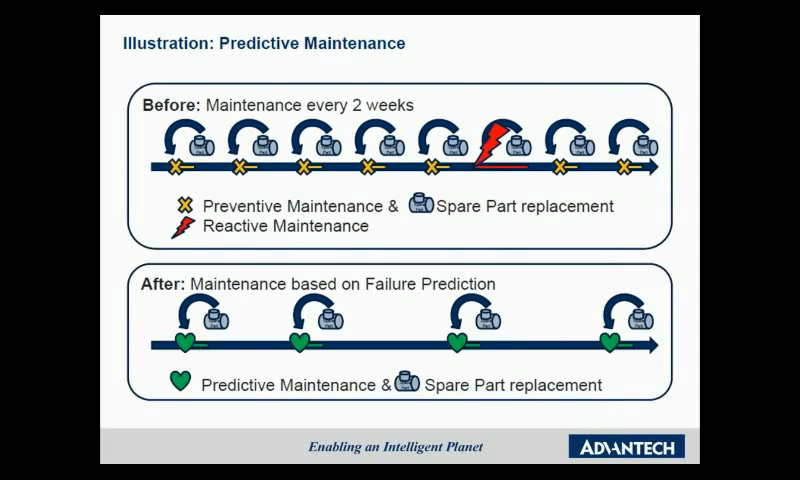 Illustration: Predictive Maintenance
Before: Maintenance every 2 weeks
Preventive Maintenance & Spare Part replacement
Reactive Maintenance
After: Maintenance based on Failure Prediction
Predictive Maintenance & Spare Part replacement
Enabling an Intelligent Planet
ADVANTECH